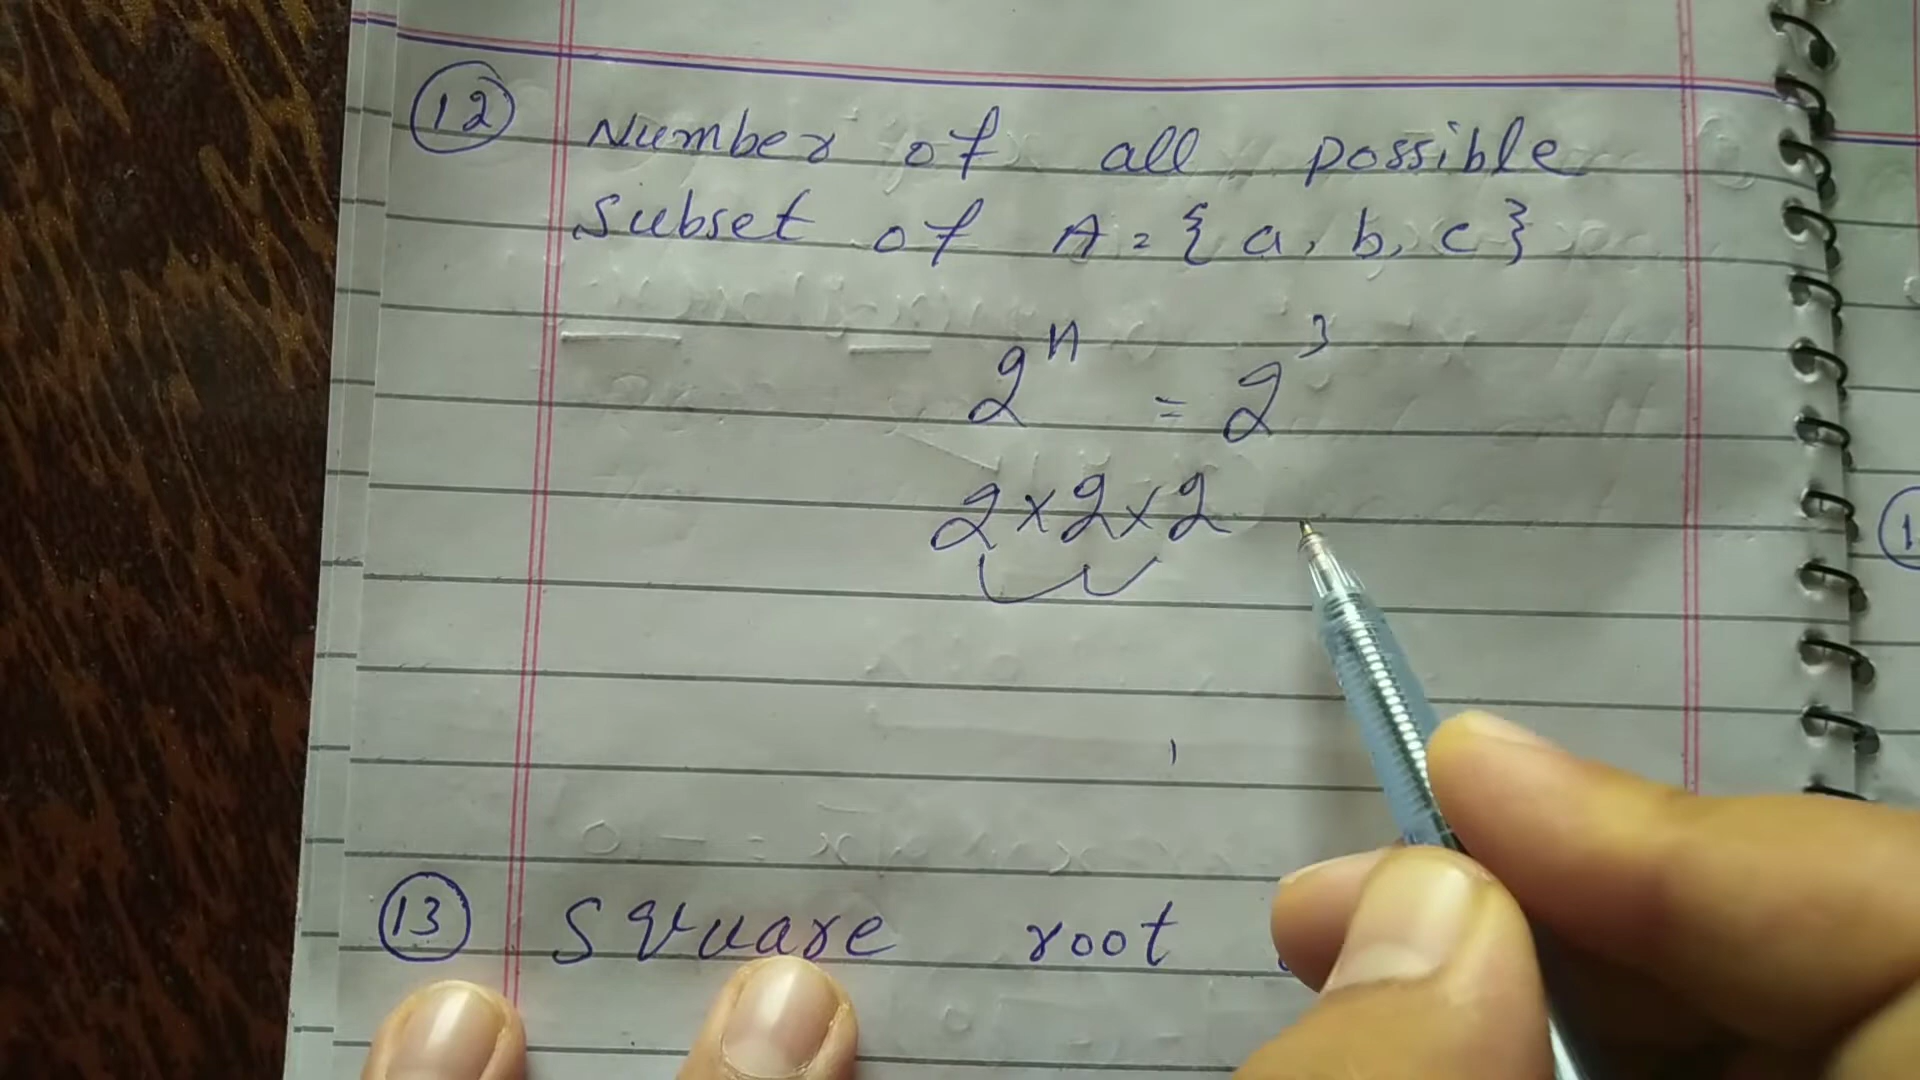 12 Number of all possible
Subset of A = { a, b, c }
2^n = 2^3
2 × 2 × 2
13 Square root